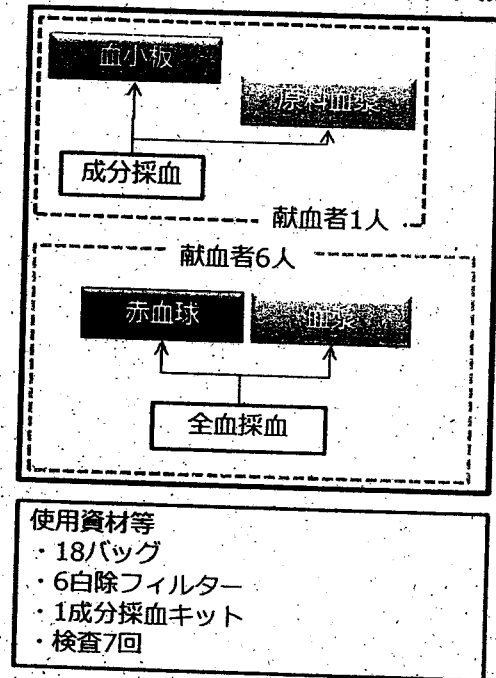 血小板
原料血漿
成分採血
献血者1人
献血者6人
赤血球
血漿
全血採血
使用資材等
・18バッグ
・6白除フィルター
・1成分採血キット
・検査7回